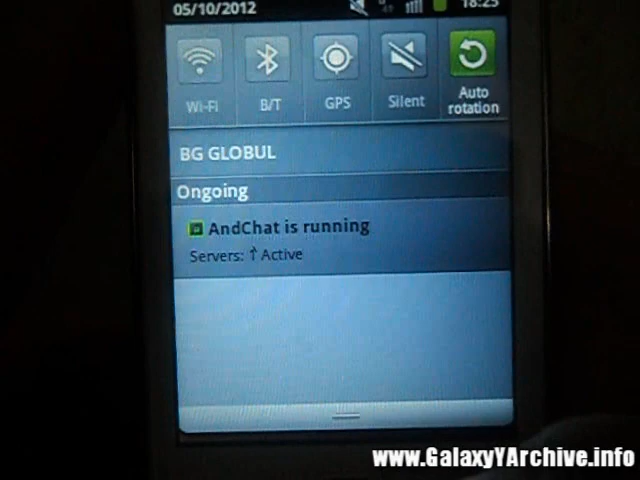 05/10/2012 18:25
Wi-Fi B/T GPS Silent Auto rotation
BG GLOBUL
Ongoing
AndChat is running
Servers: ↑ Active
www.GalaxyYArchive.info